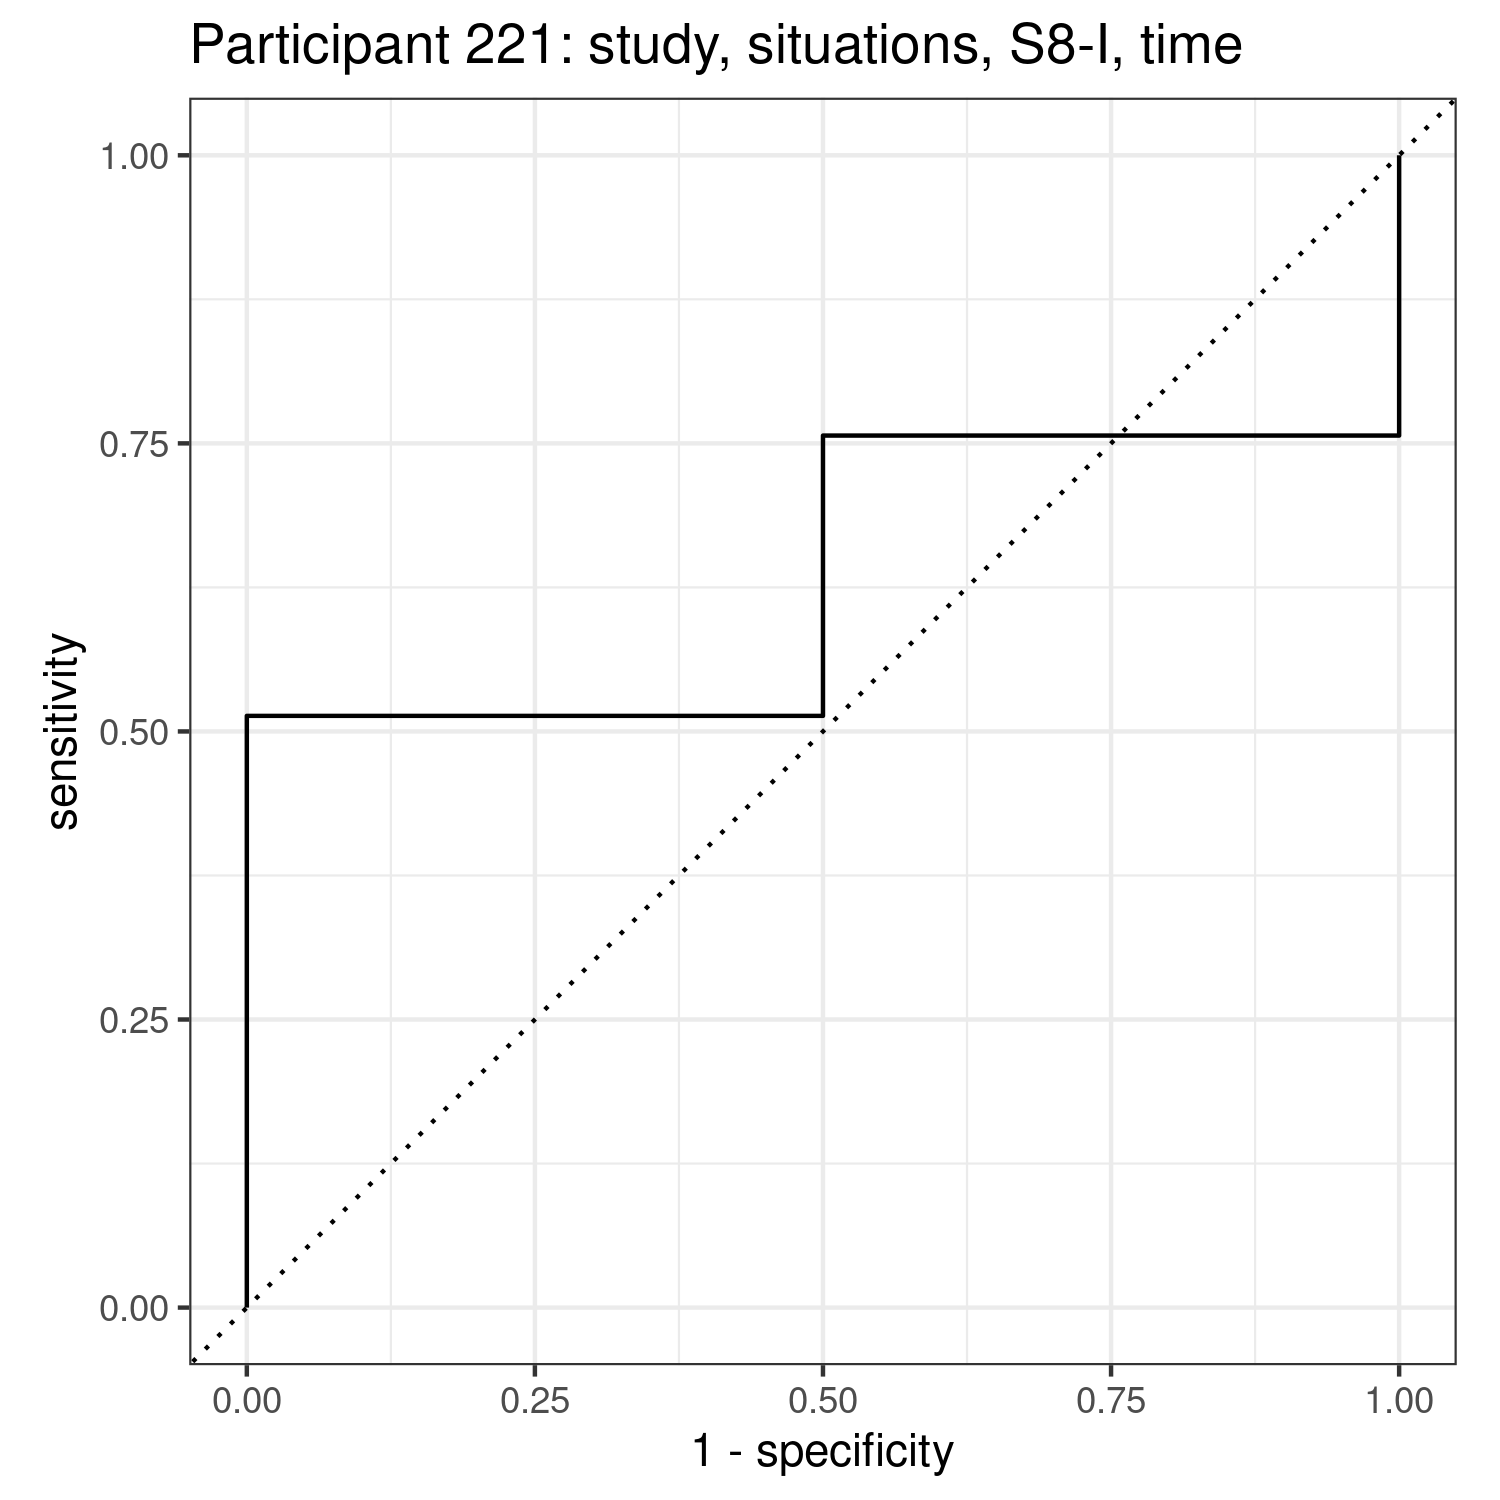 Participant 221: study, situations, S8-I, time
1.00
0.75
0.50
0.25
0.00
sensitivity
0.00 0.25 0.50 0.75 1.00
1 - specificity